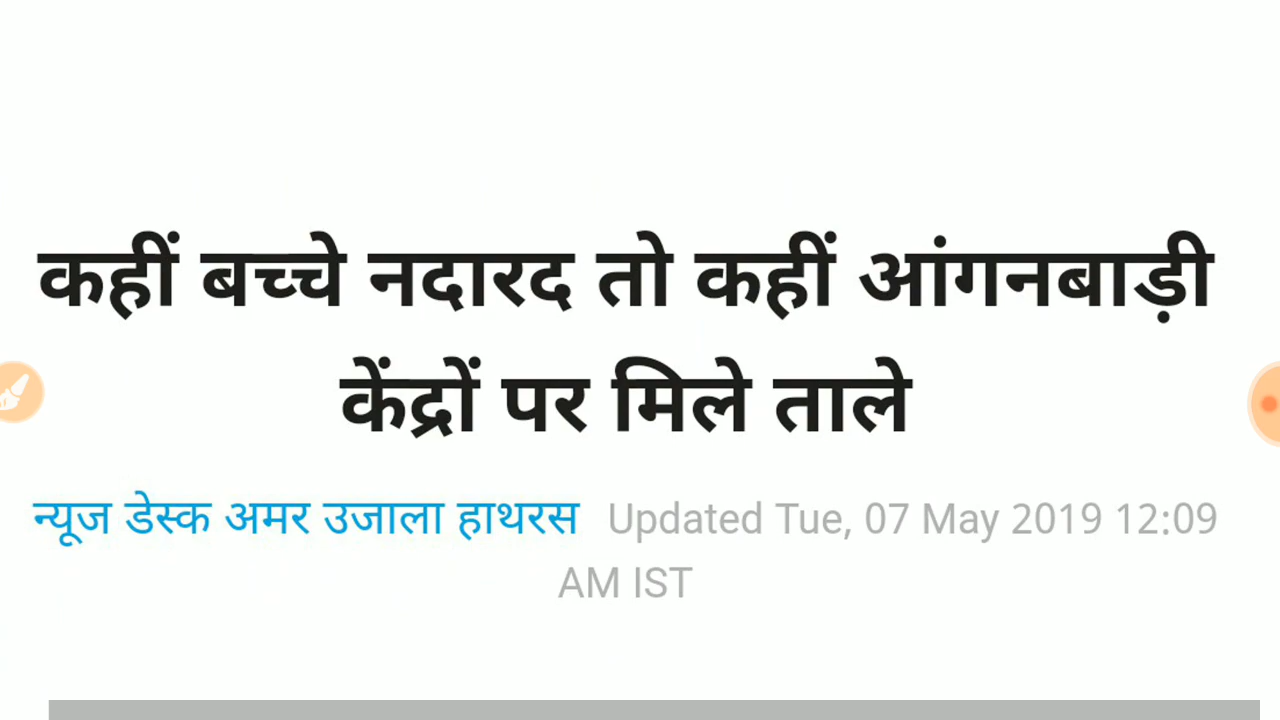 कहीं बच्चे नदारद तो कहीं आंगनबाड़ी
केंद्रों पर मिले ताले
न्यूज डेस्क अमर उजाला हाथरस Updated Tue, 07 May 2019 12:09
AM IST